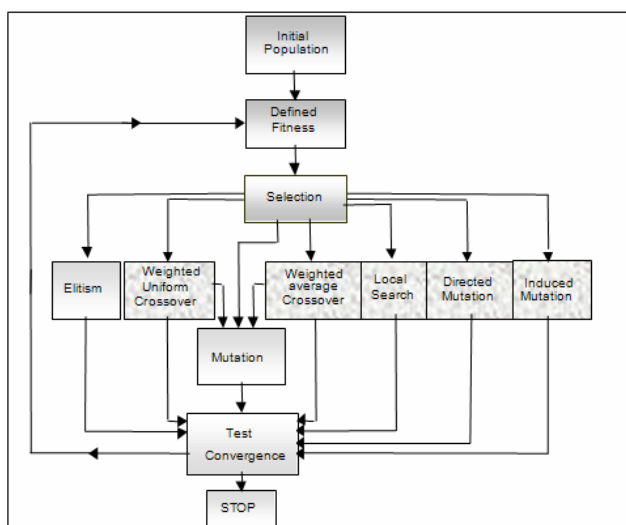 Initial
Population
Defined
Fitness
Selection
Elitism
Weighted
Uniform
Crossover
Weighted
average
Crossover
Local
Search
Directed
Mutation
Induced
Mutation
Mutation
Test
Convergence
STOP